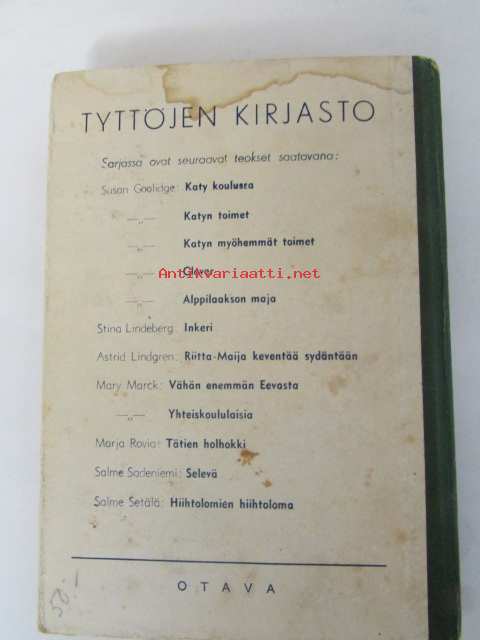 TYTTÖJEN KIRJASTO
Sarjassa ovat seuraavat teokset saatavana:
Susan Coolidge: Katy koulussa
—„— Katyn toimet
—„— Katyn myöhemmät toimet
—„— Clover
Antikvariaatti.net
—„— Alppilaakson maja
Stina Lindeberg: Inkeri
Astrid Lindgren: Riitta-Maija keventää sydäntään
Mary Marck: Vähän enemmän Eevasta
—„— Yhteiskoululaisia
Marja Rovio: Tätien holhokki
Salme Sadeniemi: Selevä
Salme Setälä: Hiihtolomien hiihtoloma
OTAVA
50:-